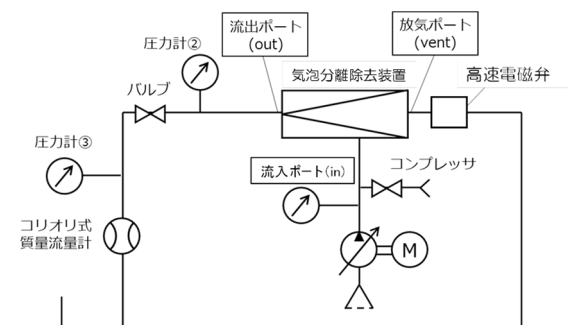 流出ポート
(out)
放気ポート
(vent)
圧力計②
気泡分離除去装置
高速電磁弁
バルブ
圧力計③
流入ポート(in)
コンプレッサ
コリオリ式
質量流量計
M